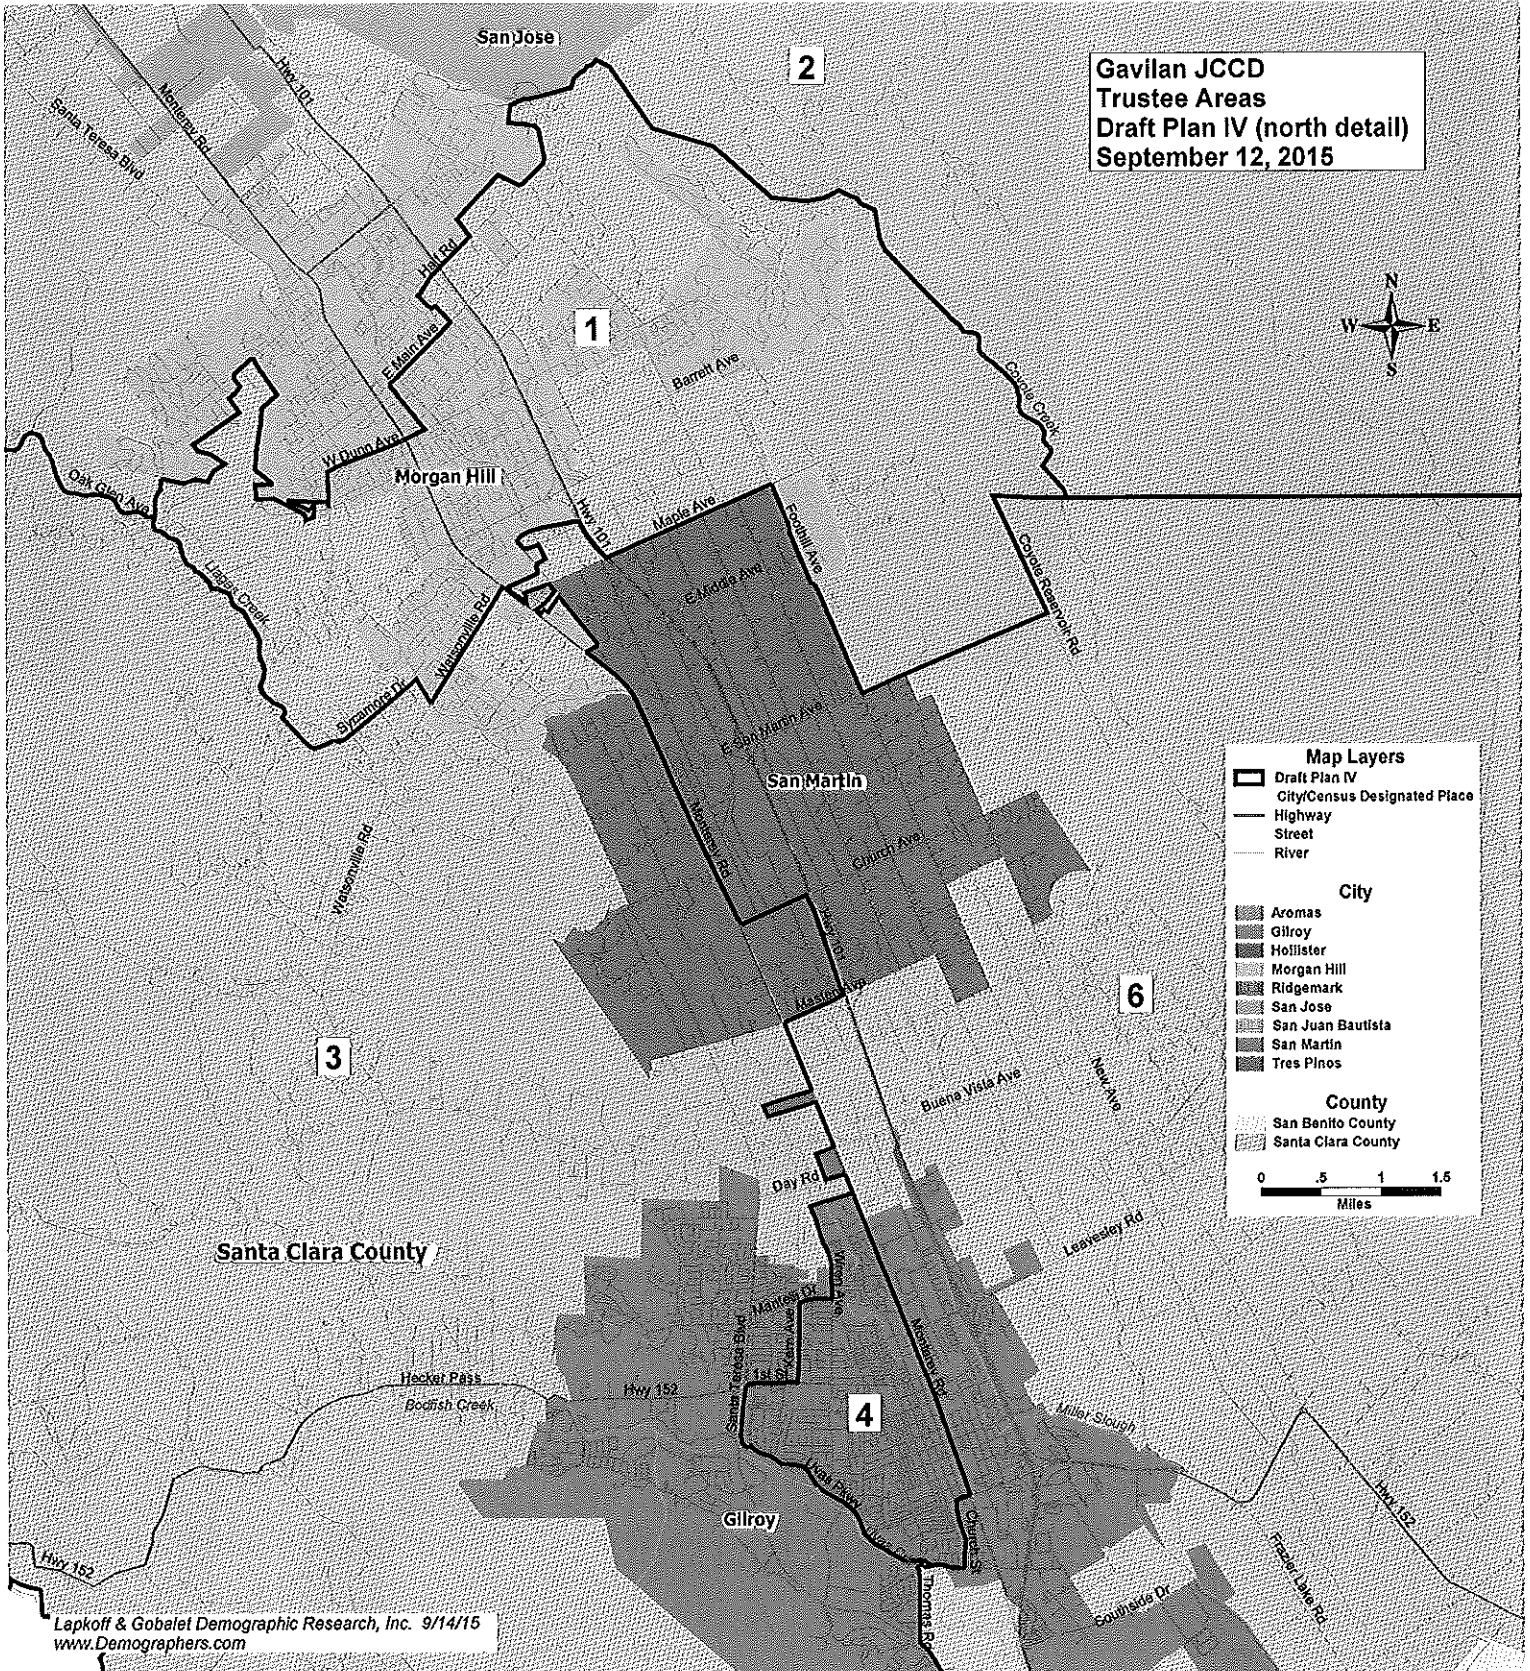 San Jose
2
Gavilan JCCD
Trustee Areas
Draft Plan IV (north detail)
September 12, 2015
Hwy 101
Monterey Rd
Santa Teresa Blvd
N
W E
S
Half Rd
1
E Main Ave
Barrett Ave
Coyote Creek
W Dunn Ave
Morgan Hill
Oak Glen Ave
Hwy 101
Maple Ave
Foothill Ave
Coyote Reservoir Rd
Llagas Creek
E Middle Ave
Watsonville Rd
Sycamore Dr
E San Martin Ave
San Martin
Monterey Rd
Church Ave
Watsonville Rd
Hwy 101
Masten Ave
6
3
Map Layers
Draft Plan IV
City/Census Designated Place
Highway
Street
River
City
Aromas
Gilroy
Hollister
Morgan Hill
Ridgemark
San Jose
San Juan Bautista
San Martin
Tres Pinos
County
San Benito County
Santa Clara County
0 .5 1 1.5
Miles
Buena Vista Ave
New Ave
Day Rd
Leavesley Rd
Santa Clara County
Wren Ave
Mantelli Dr
Kern Ave
Santa Teresa Blvd
Monterey Rd
1st St
Hecker Pass
Hwy 152
Bodfish Creek
4
Miller Slough
Uvas Pkwy
Gilroy
Church St
Hwy 152
Hwy 152
Thomas Rd
Southside Dr
Frazier Lake Rd
Lapkoff & Gobalet Demographic Research, Inc. 9/14/15
www.Demographers.com